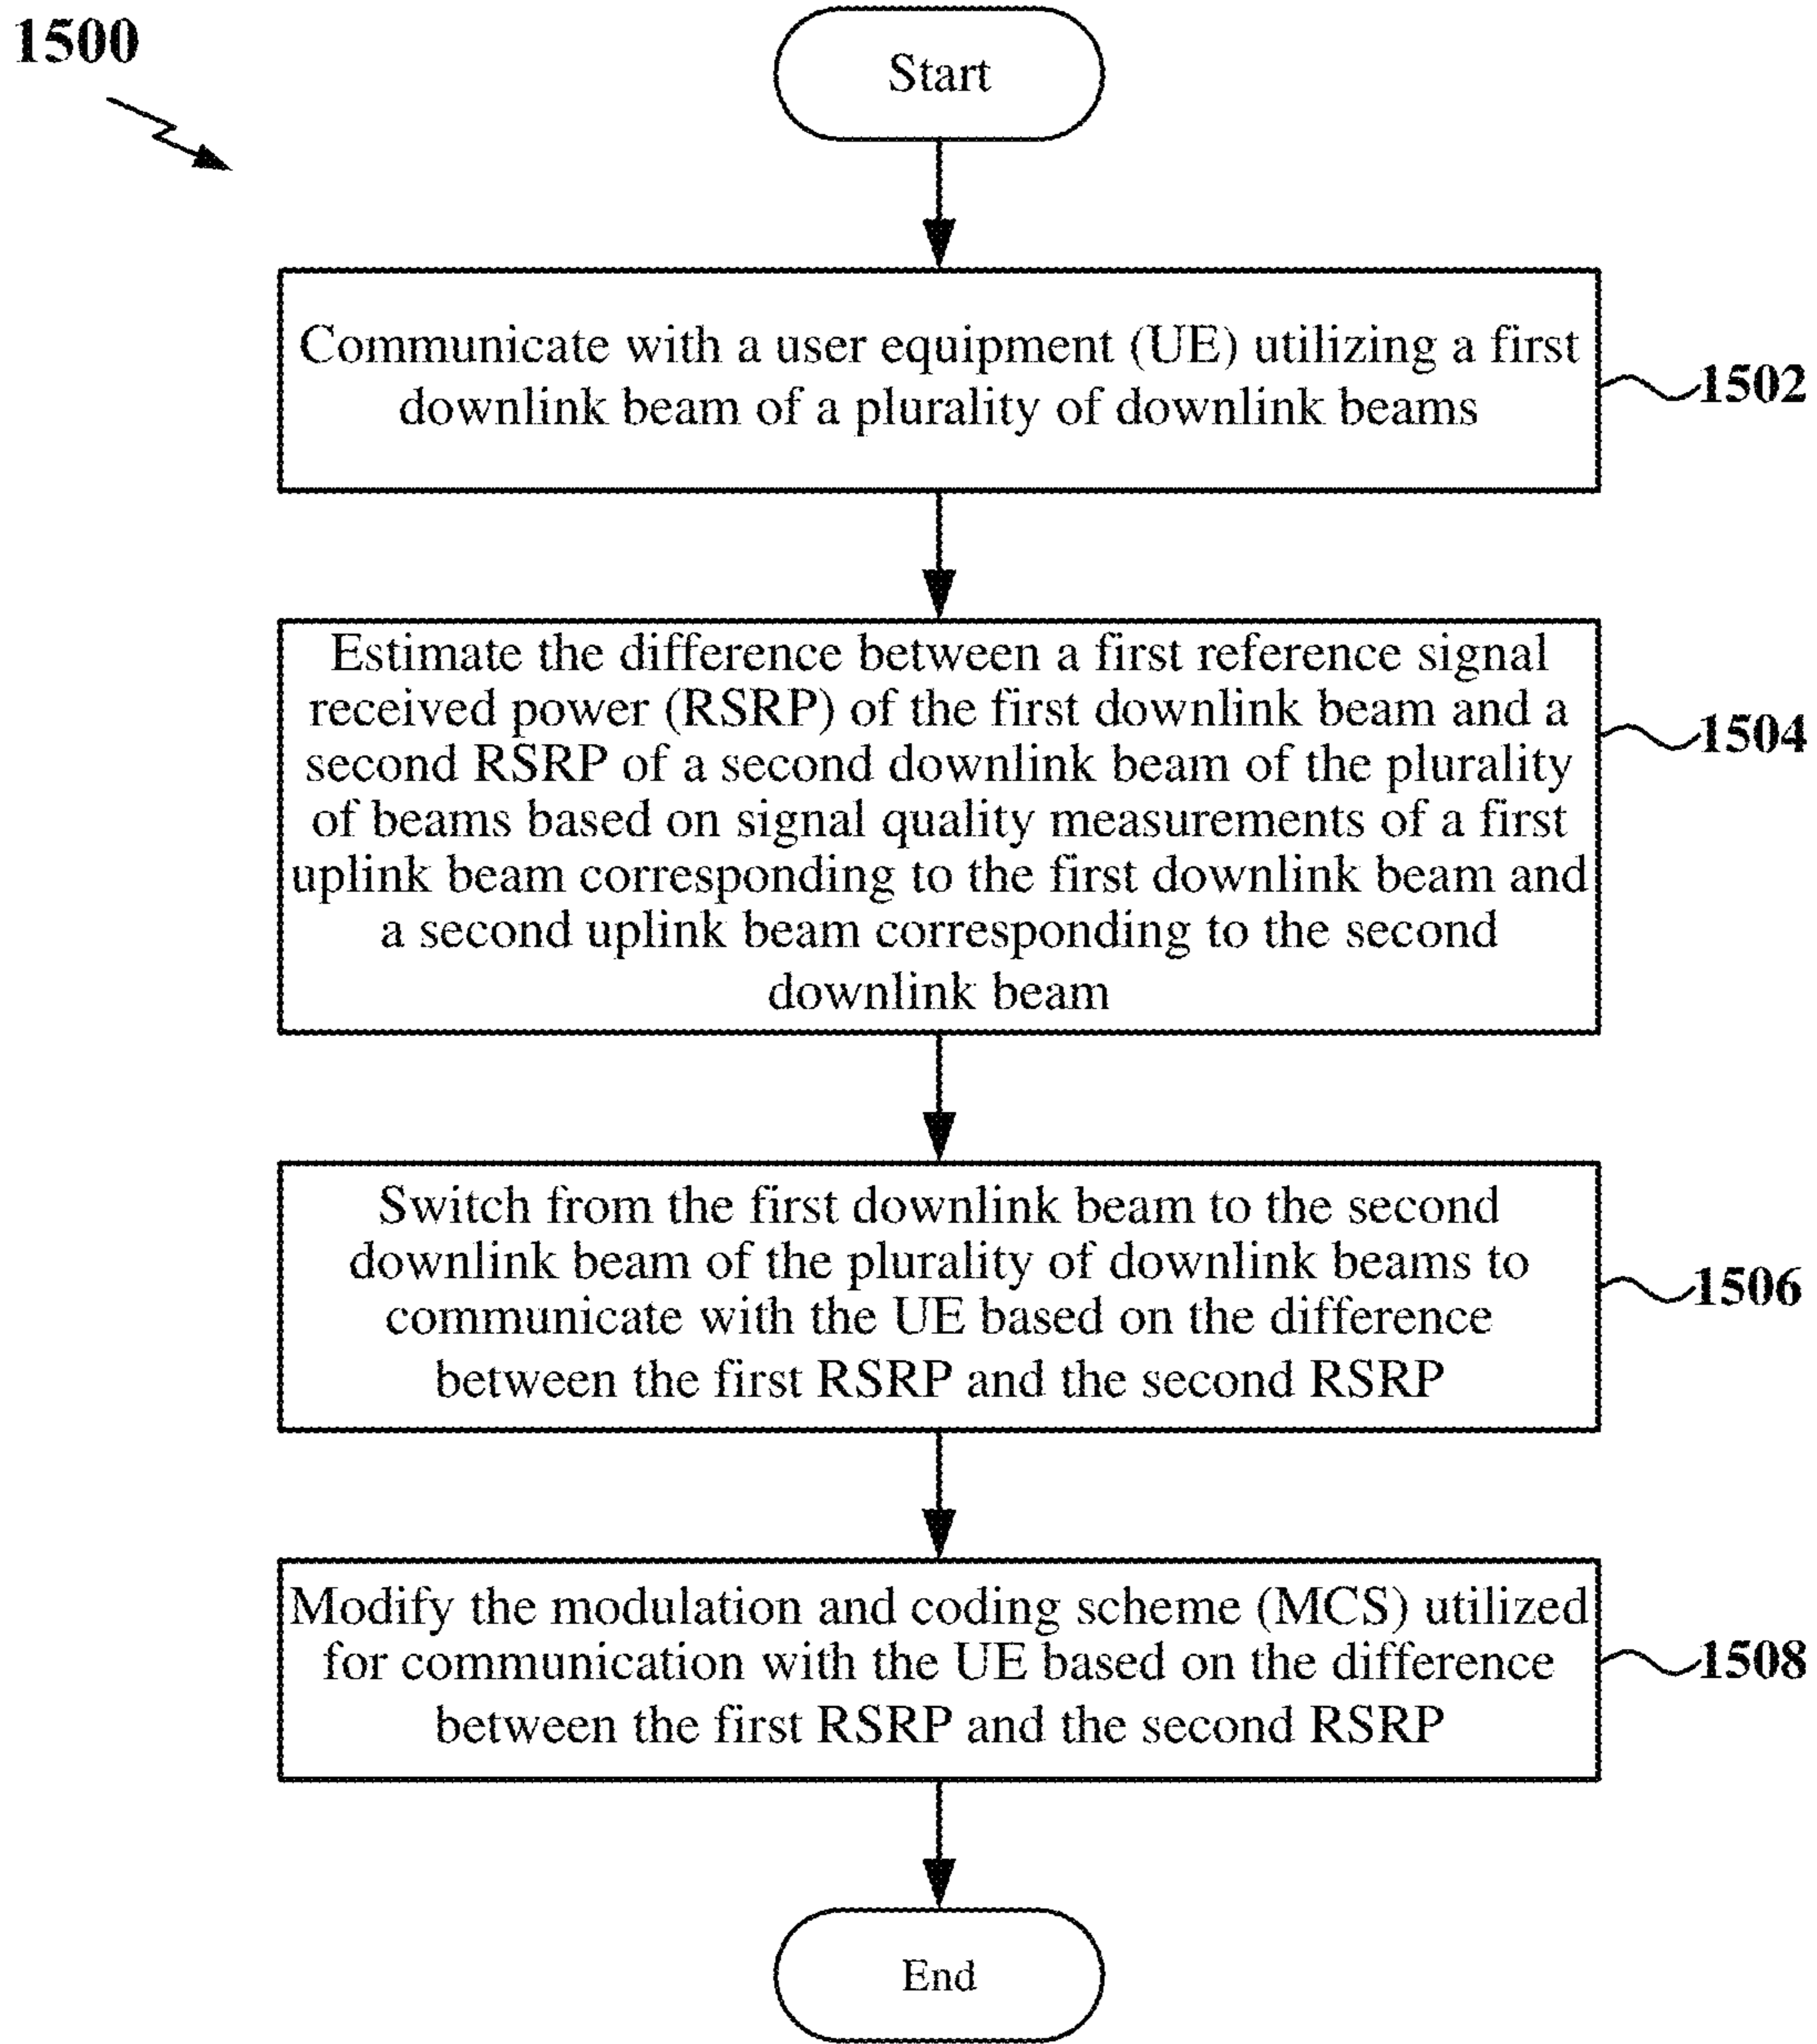 1500
Start
Communicate with a user equipment (UE) utilizing a first
downlink beam of a plurality of downlink beams
1502
Estimate the difference between a first reference signal
received power (RSRP) of the first downlink beam and a
second RSRP of a second downlink beam of the plurality
of beams based on signal quality measurements of a first
uplink beam corresponding to the first downlink beam and
a second uplink beam corresponding to the second
downlink beam
1504
Switch from the first downlink beam to the second
downlink beam of the plurality of downlink beams to
communicate with the UE based on the difference
between the first RSRP and the second RSRP
1506
Modify the modulation and coding scheme (MCS) utilized
for communication with the UE based on the difference
between the first RSRP and the second RSRP
1508
End